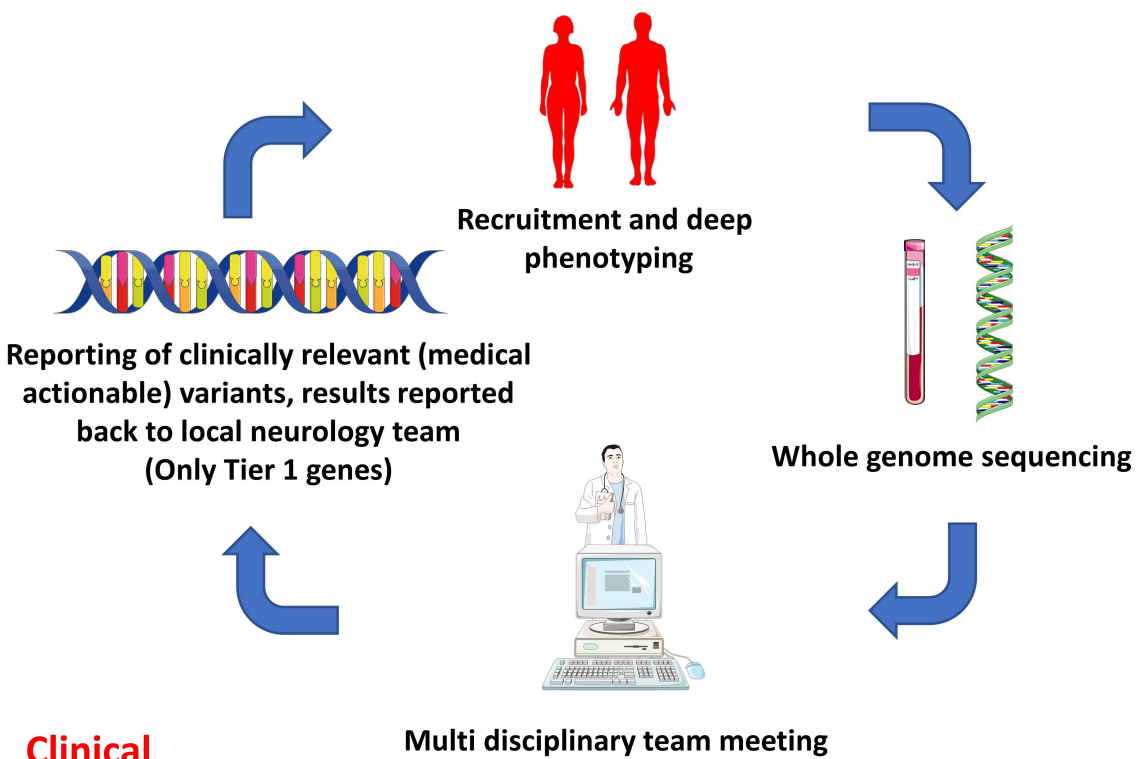 Recruitment and deep
phenotyping
Reporting of clinically relevant (medical
actionable) variants, results reported
back to local neurology team
(Only Tier 1 genes)
Whole genome sequencing
Multi disciplinary team meeting
Clinical